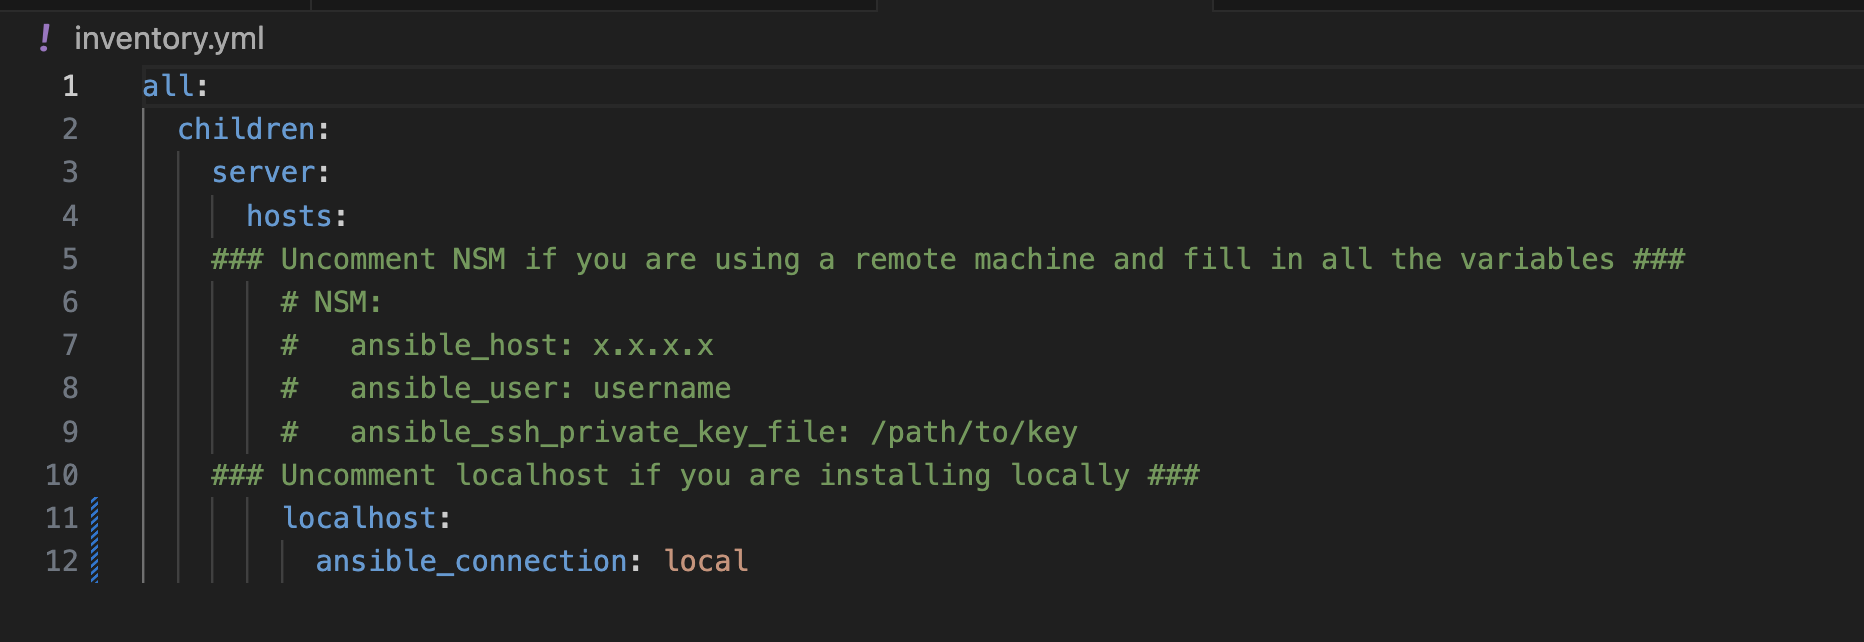 ! inventory.yml
1 all:
2   children:
3     server:
4       hosts:
5     ### Uncomment NSM if you are using a remote machine and fill in all the variables ###
6         # NSM:
7         #   ansible_host: x.x.x.x
8         #   ansible_user: username
9         #   ansible_ssh_private_key_file: /path/to/key
10     ### Uncomment localhost if you are installing locally ###
11         localhost:
12           ansible_connection: local